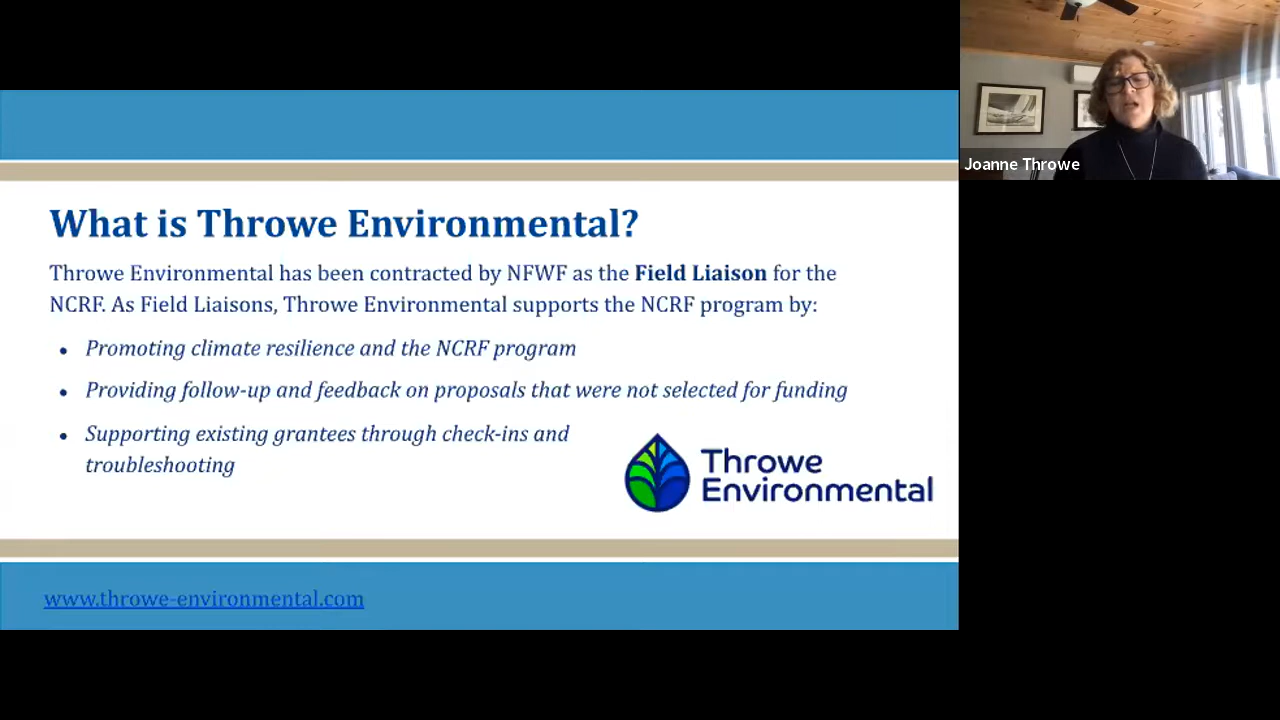 What is Throwe Environmental?
Throwe Environmental has been contracted by NFWF as the Field Liaison for the
NCRF. As Field Liaisons, Throwe Environmental supports the NCRF program by:
• Promoting climate resilience and the NCRF program
• Providing follow-up and feedback on proposals that were not selected for funding
• Supporting existing grantees through check-ins and
troubleshooting
Throwe
Environmental
www.throwe-environmental.com
Joanne Throwe